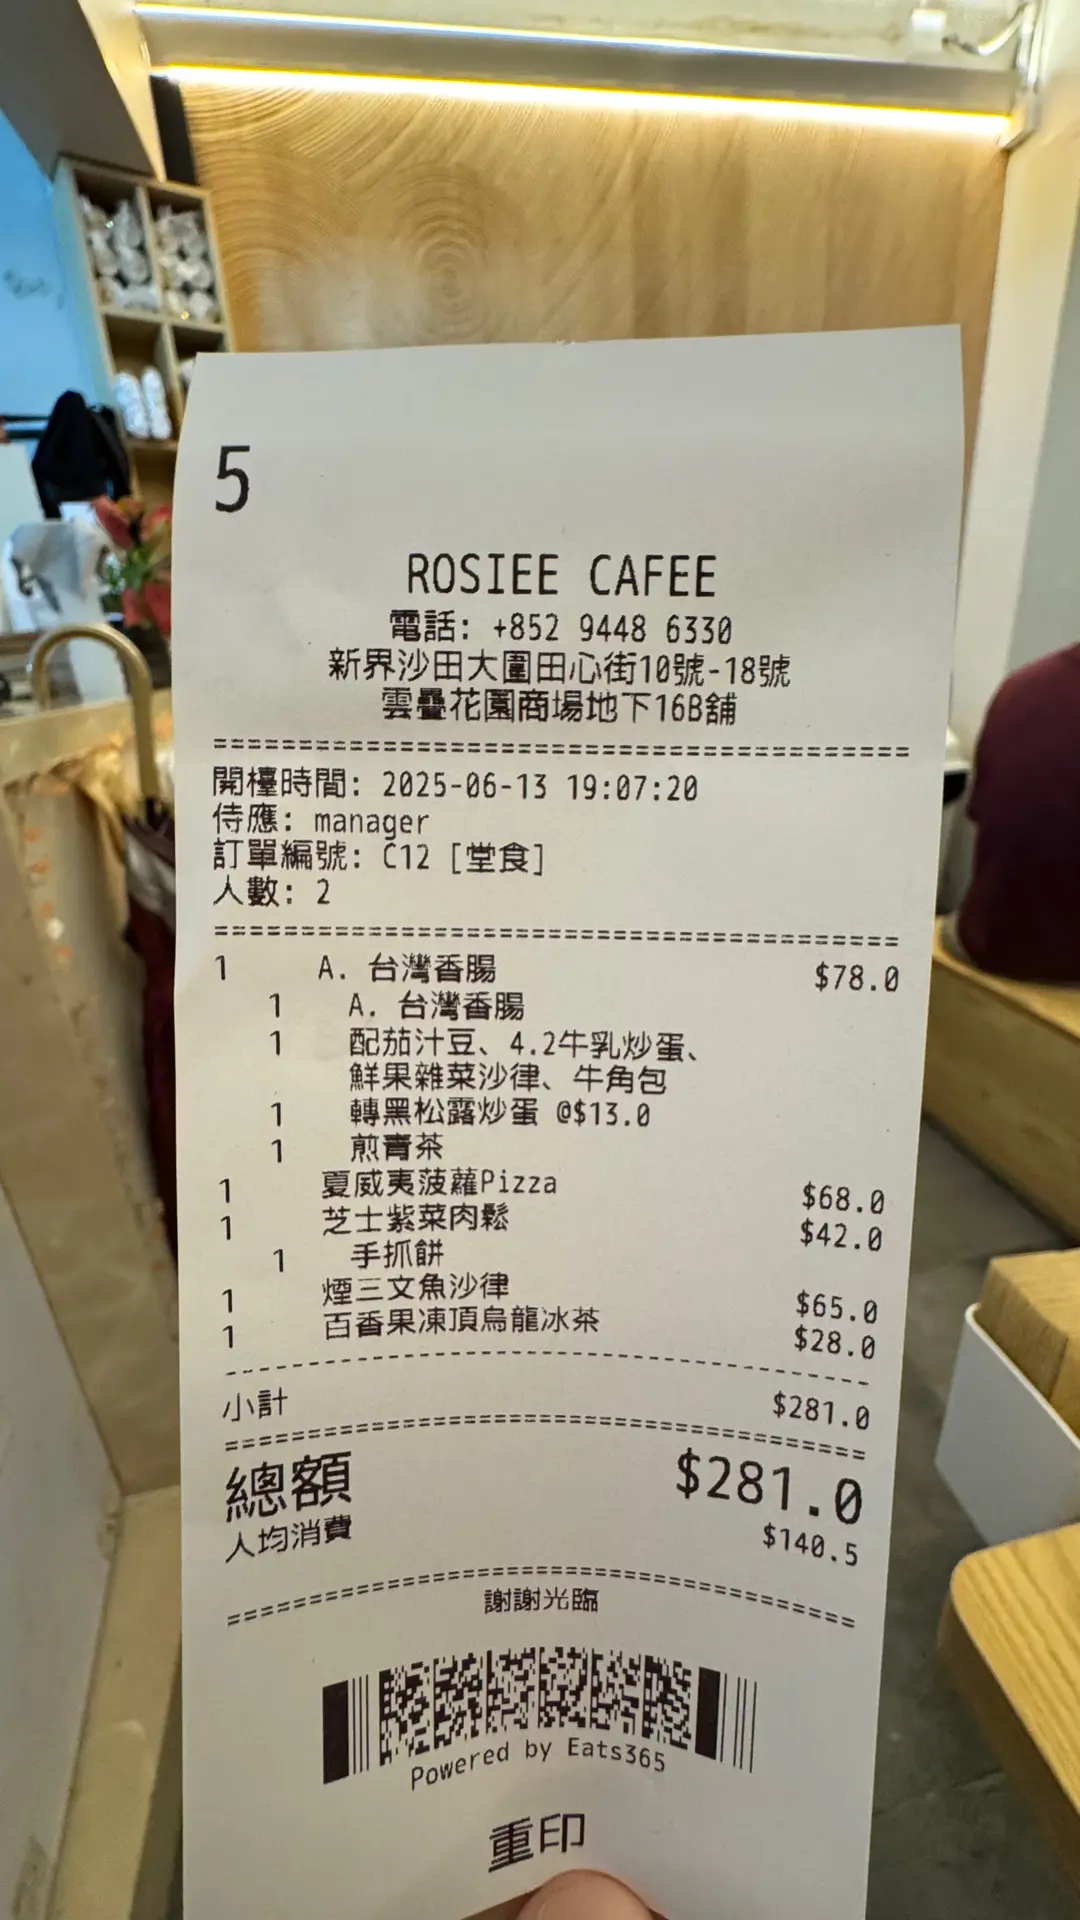 5
ROSIEE CAFEE
電話: +852 9448 6330
新界沙田大圍田心街10號-18號
雲疊花園商場地下16B舖
======================================
開檯時間: 2025-06-13 19:07:20
侍應: manager
訂單編號: C12 [堂食]
人數: 2
======================================
1 A. 台灣香腸 $78.0
1 A. 台灣香腸
1 配茄汁豆、4.2牛乳炒蛋、
鮮果雜菜沙律、牛角包
1 轉黑松露炒蛋 @$13.0
1 煎青茶
1 夏威夷菠蘿Pizza $68.0
1 芝士紫菜肉鬆 $42.0
1 手抓餅
1 煙三文魚沙律 $65.0
1 百香果凍頂烏龍冰茶 $28.0
--------------------------------------
小計 $281.0
======================================
總額 $281.0
人均消費 $140.5
======================================
謝謝光臨
Powered by Eats365
重印